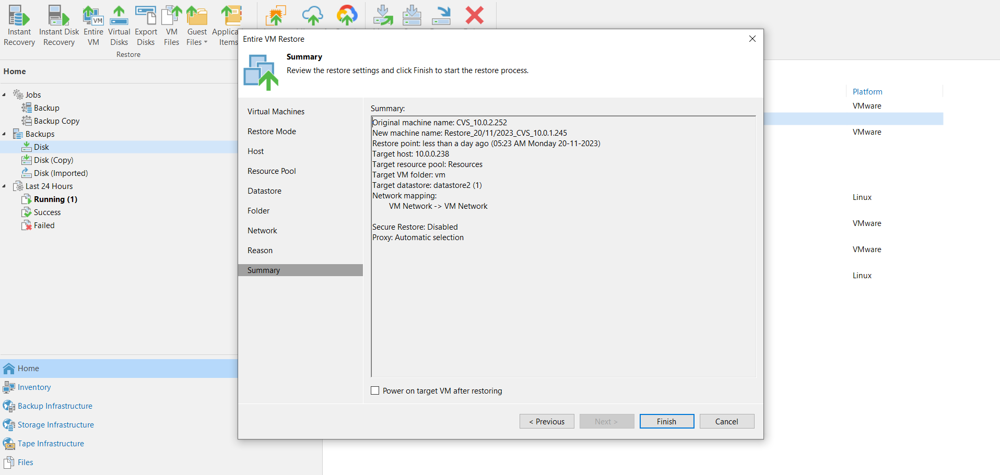 Instant
Recovery
Instant Disk
Recovery
Entire
VM
Virtual
Disks
Export
Disks
VM
Files
Guest
Files
Items
Restore
VM
Home
Jobs
Backup
Backup Copy
Backups
Disk
Disk (Copy)
Disk (Imported)
Last 24 Hours
Running (1)
Success
Failed
Home
Inventory
Backup Infrastructure
Storage Infrastructure
Tape Infrastructure
Files
Entire VM Restore
Summary
Review the restore settings and click Finish to start the restore process.
Virtual Machines
Restore Mode
Host
Resource Pool
Datastore
Folder
Network
Reason
Summary
Summary:
Original machine name: CVS_10.0.2.252
New machine name: Restore_20/11/2023_CVS_10.0.1.245
Restore point: less than a day ago (05:23 AM Monday 20-11-2023)
Target host: 10.0.0.238
Target resource pool: Resources
Target VM folder: vm
Target datastore: datastore2 (1)
Network mapping:
VM Network -> VM Network
Secure Restore: Disabled
Proxy: Automatic selection
Power on target VM after restoring
< Previous
Next >
Finish
Cancel
Platform
VMware
VMware
Linux
VMware
VMware
Linux